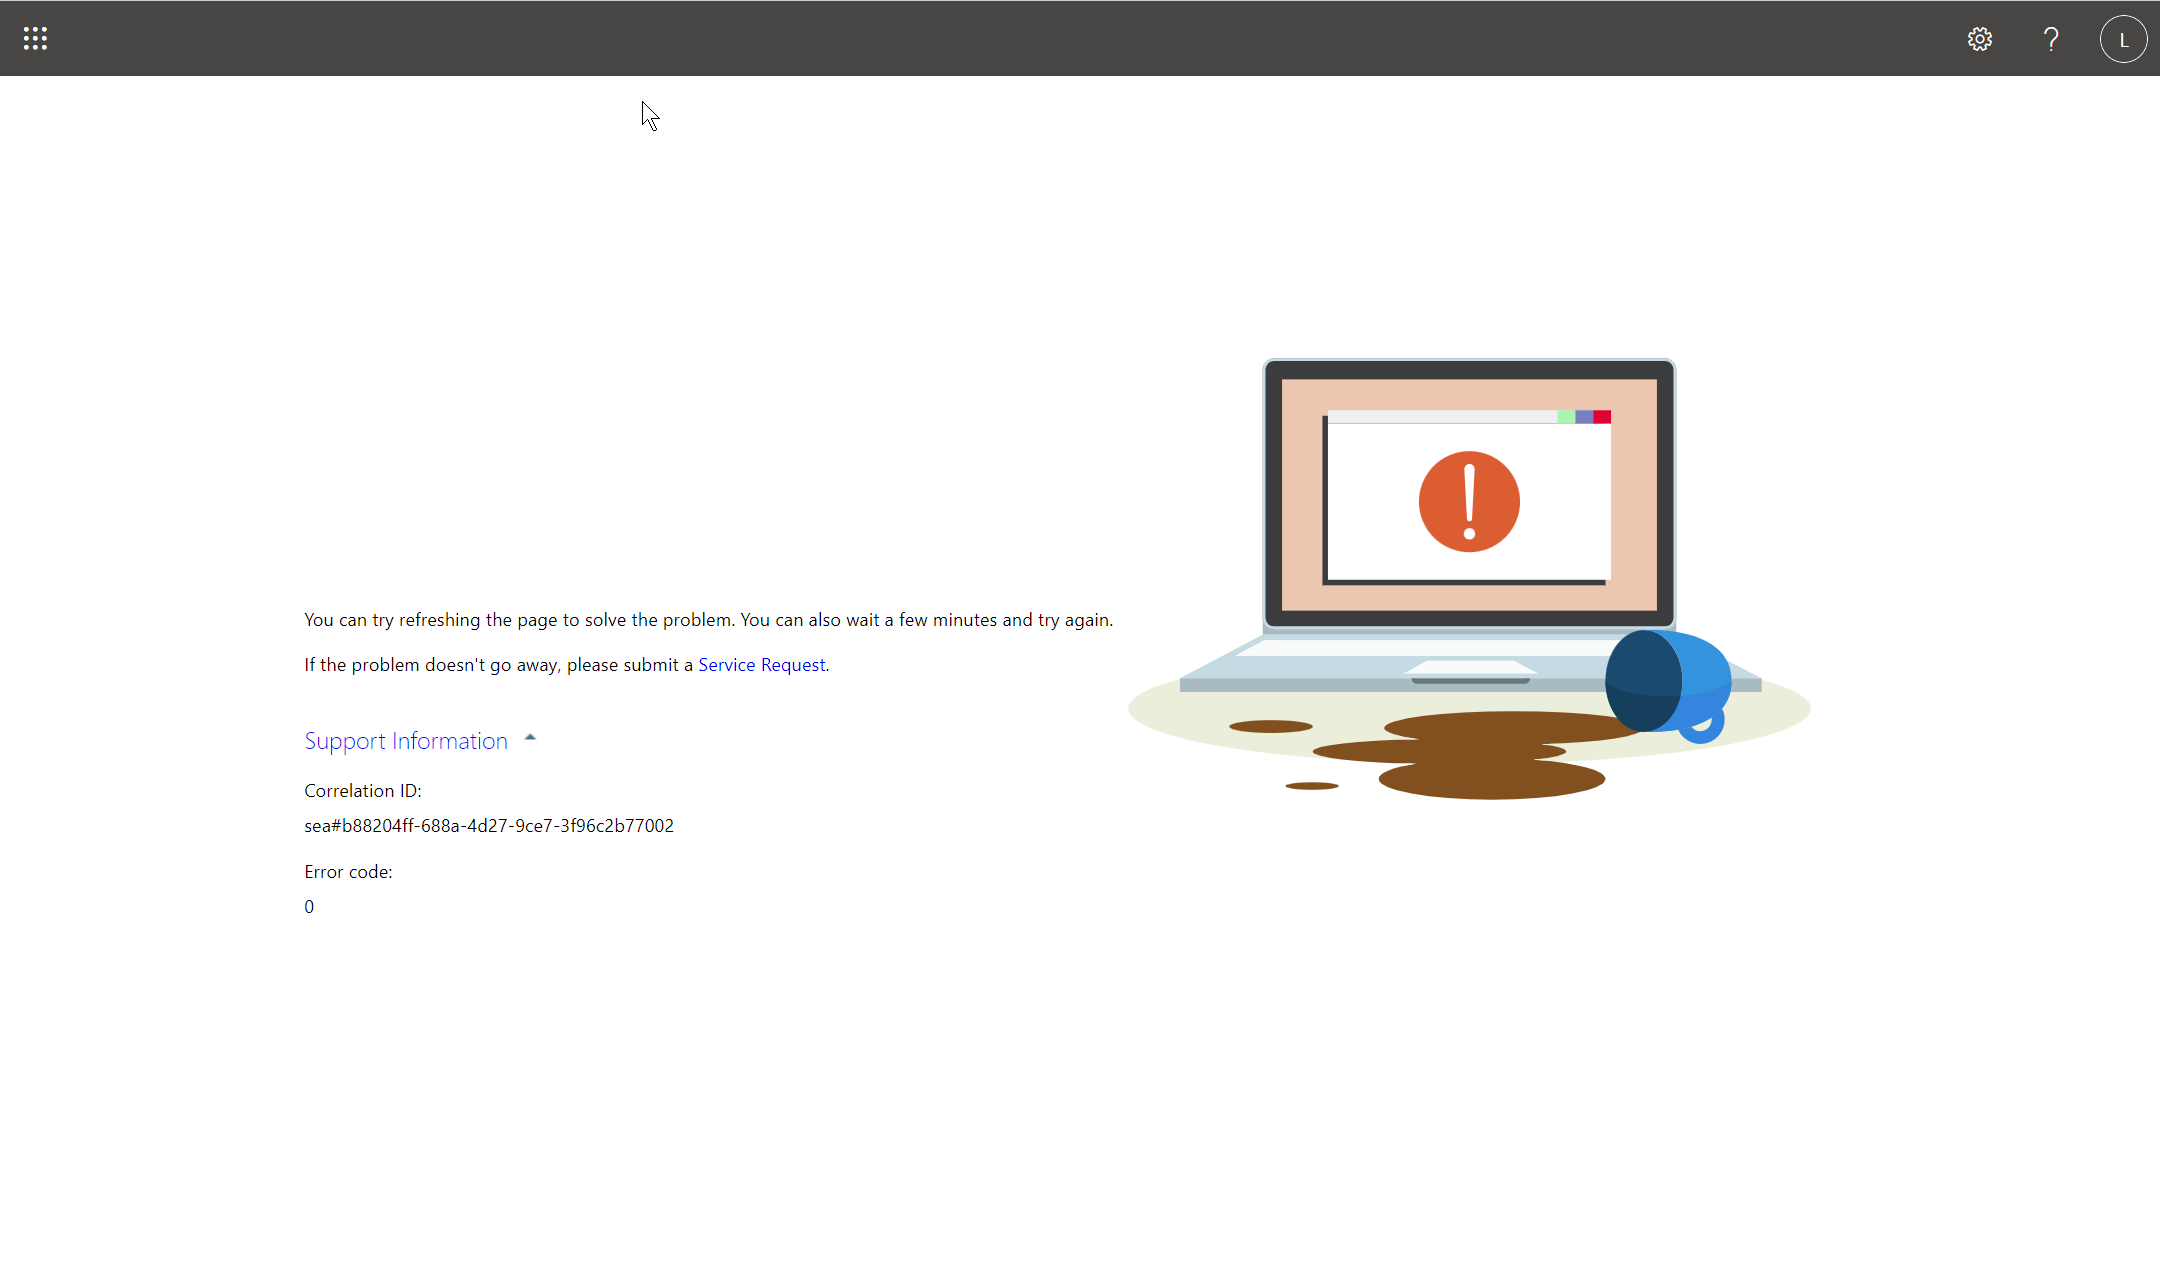 L
You can try refreshing the page to solve the problem. You can also wait a few minutes and try again.
If the problem doesn't go away, please submit a Service Request.
Support Information
Correlation ID:
sea#b88204ff-688a-4d27-9ce7-3f96c2b77002
Error code:
0